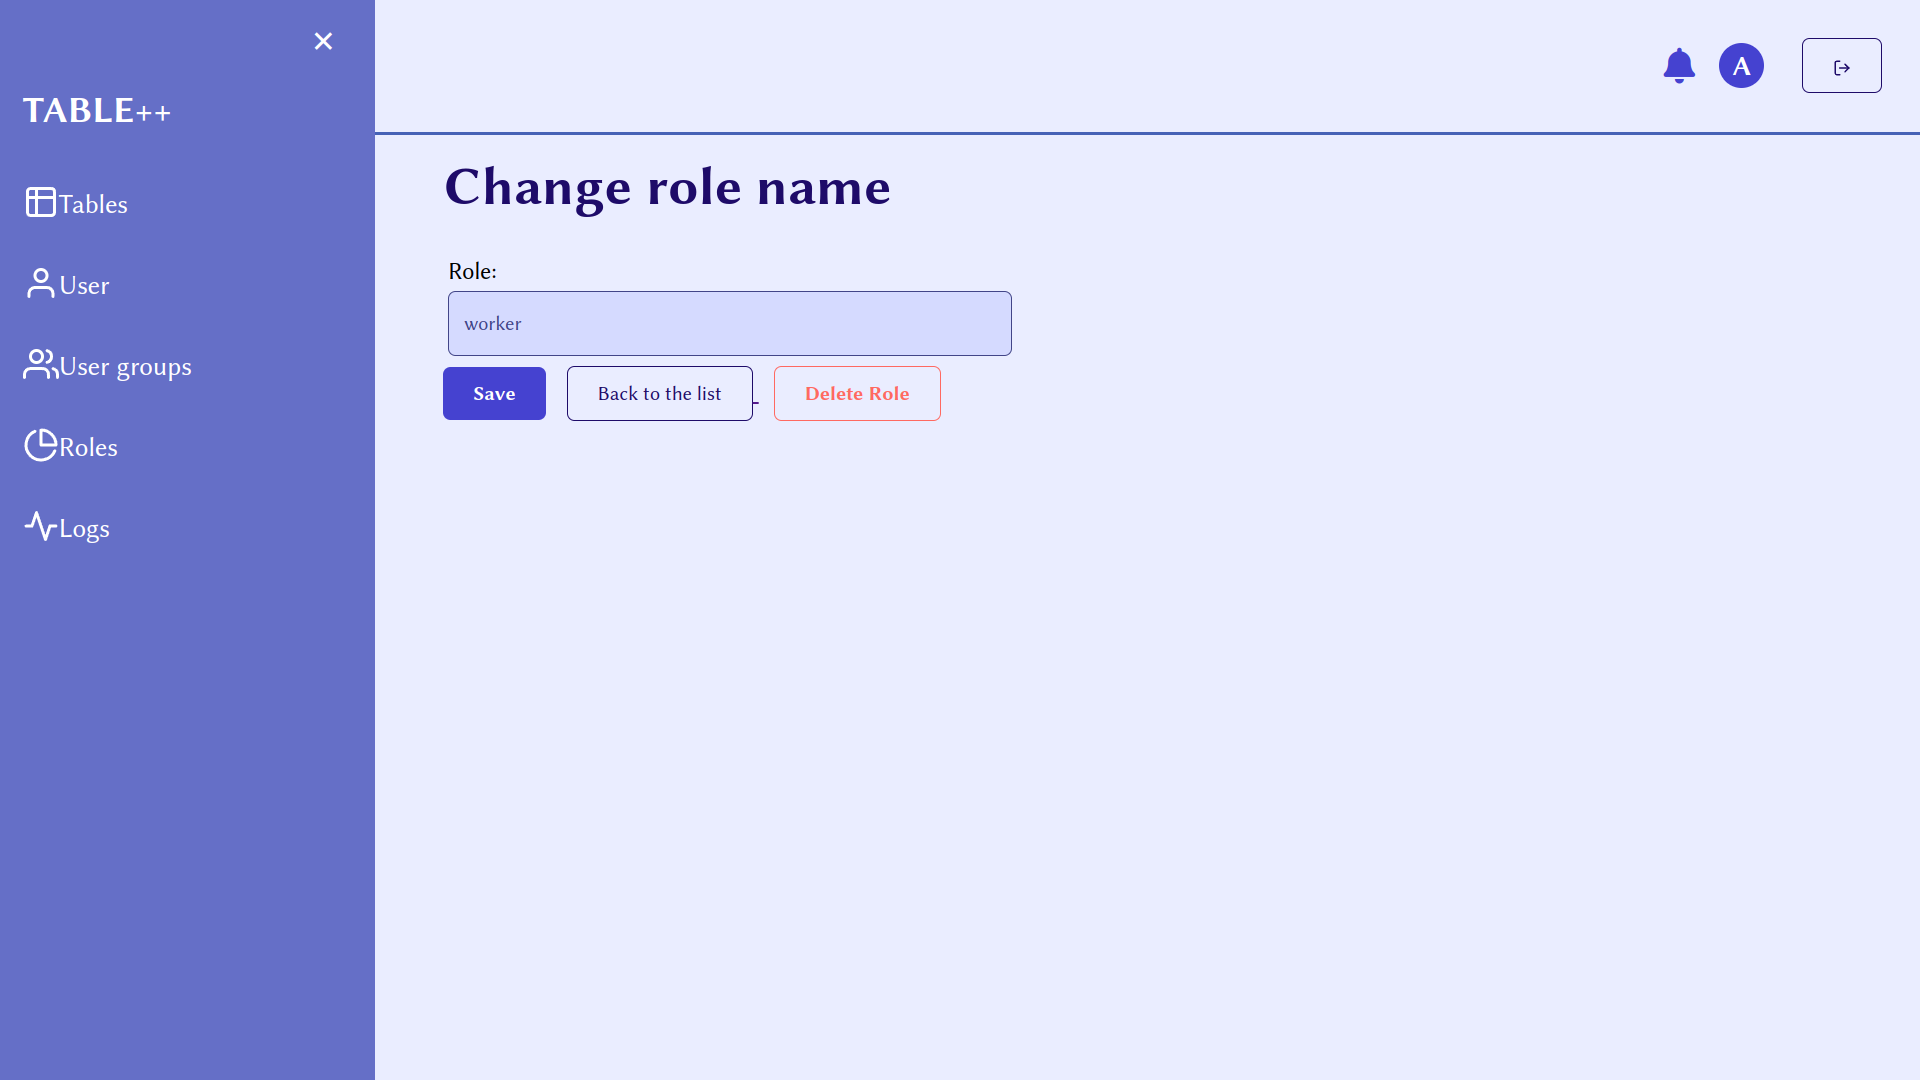 TABLE++
Tables
User
User groups
Roles
Logs
A
Change role name
Role:
worker
Save
Back to the list
Delete Role